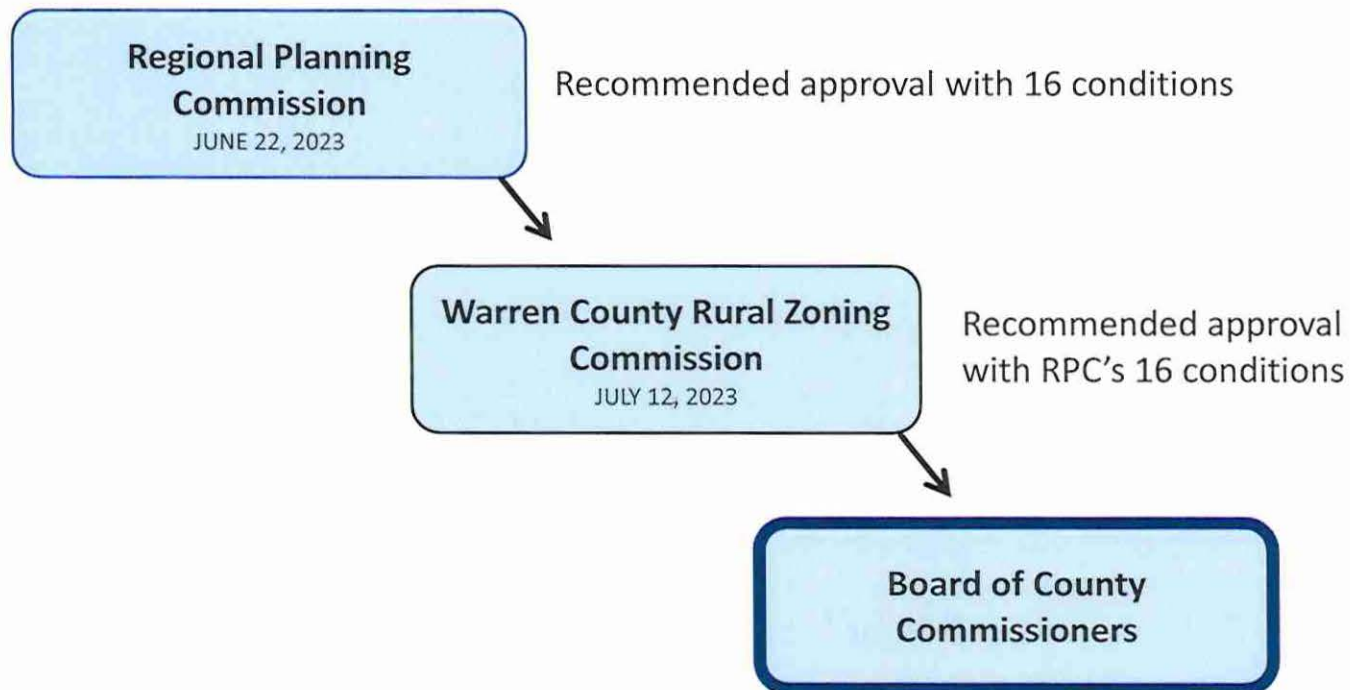 Regional Planning
Commission
JUNE 22, 2023
Recommended approval with 16 conditions
Warren County Rural Zoning
Commission
JULY 12, 2023
Recommended approval
with RPC's 16 conditions
Board of County
Commissioners